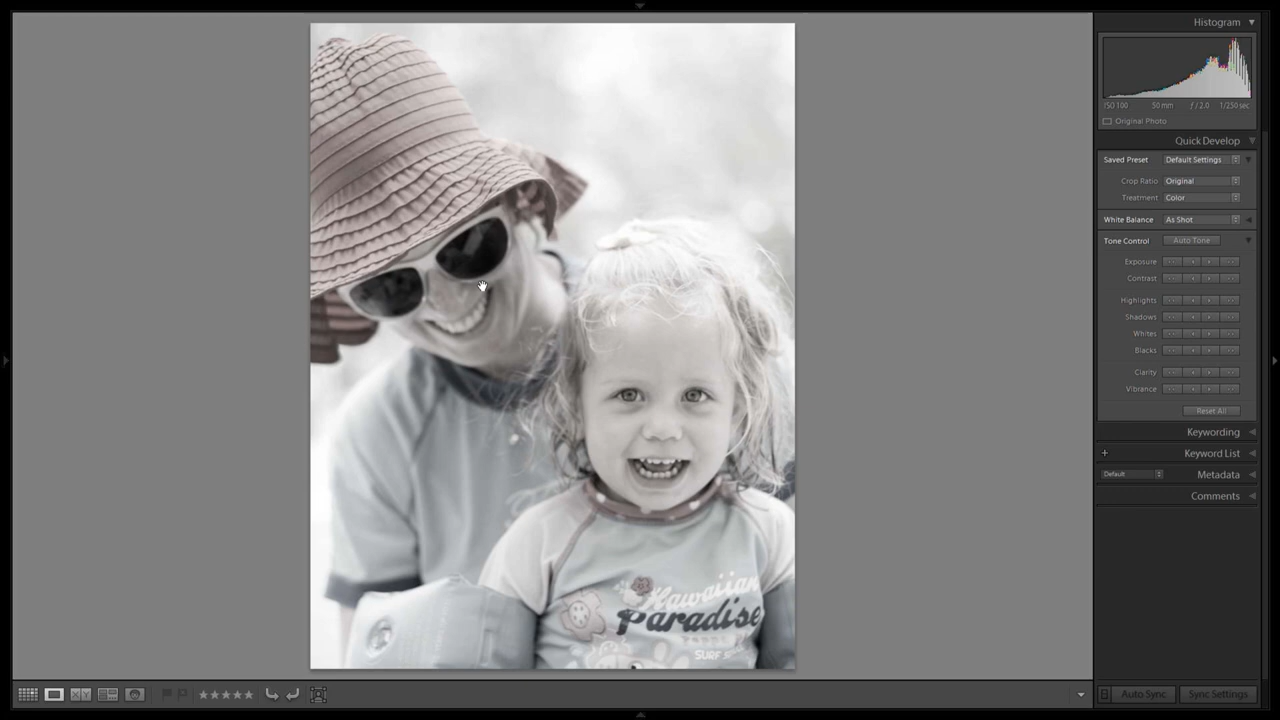 Histogram
ISO 100 50 mm ƒ / 2.0 1/250 sec
Original Photo
Quick Develop
Saved Preset Default Settings
Crop Ratio Original
Treatment Color
White Balance As Shot
Tone Control Auto Tone
Exposure
Contrast
Highlights
Shadows
Whites
Blacks
Clarity
Vibrance
Reset All
Keywording
+ Keyword List
Default Metadata
Comments
Hawaiian
Paradise
SURF
XY
Auto Sync Sync Settings